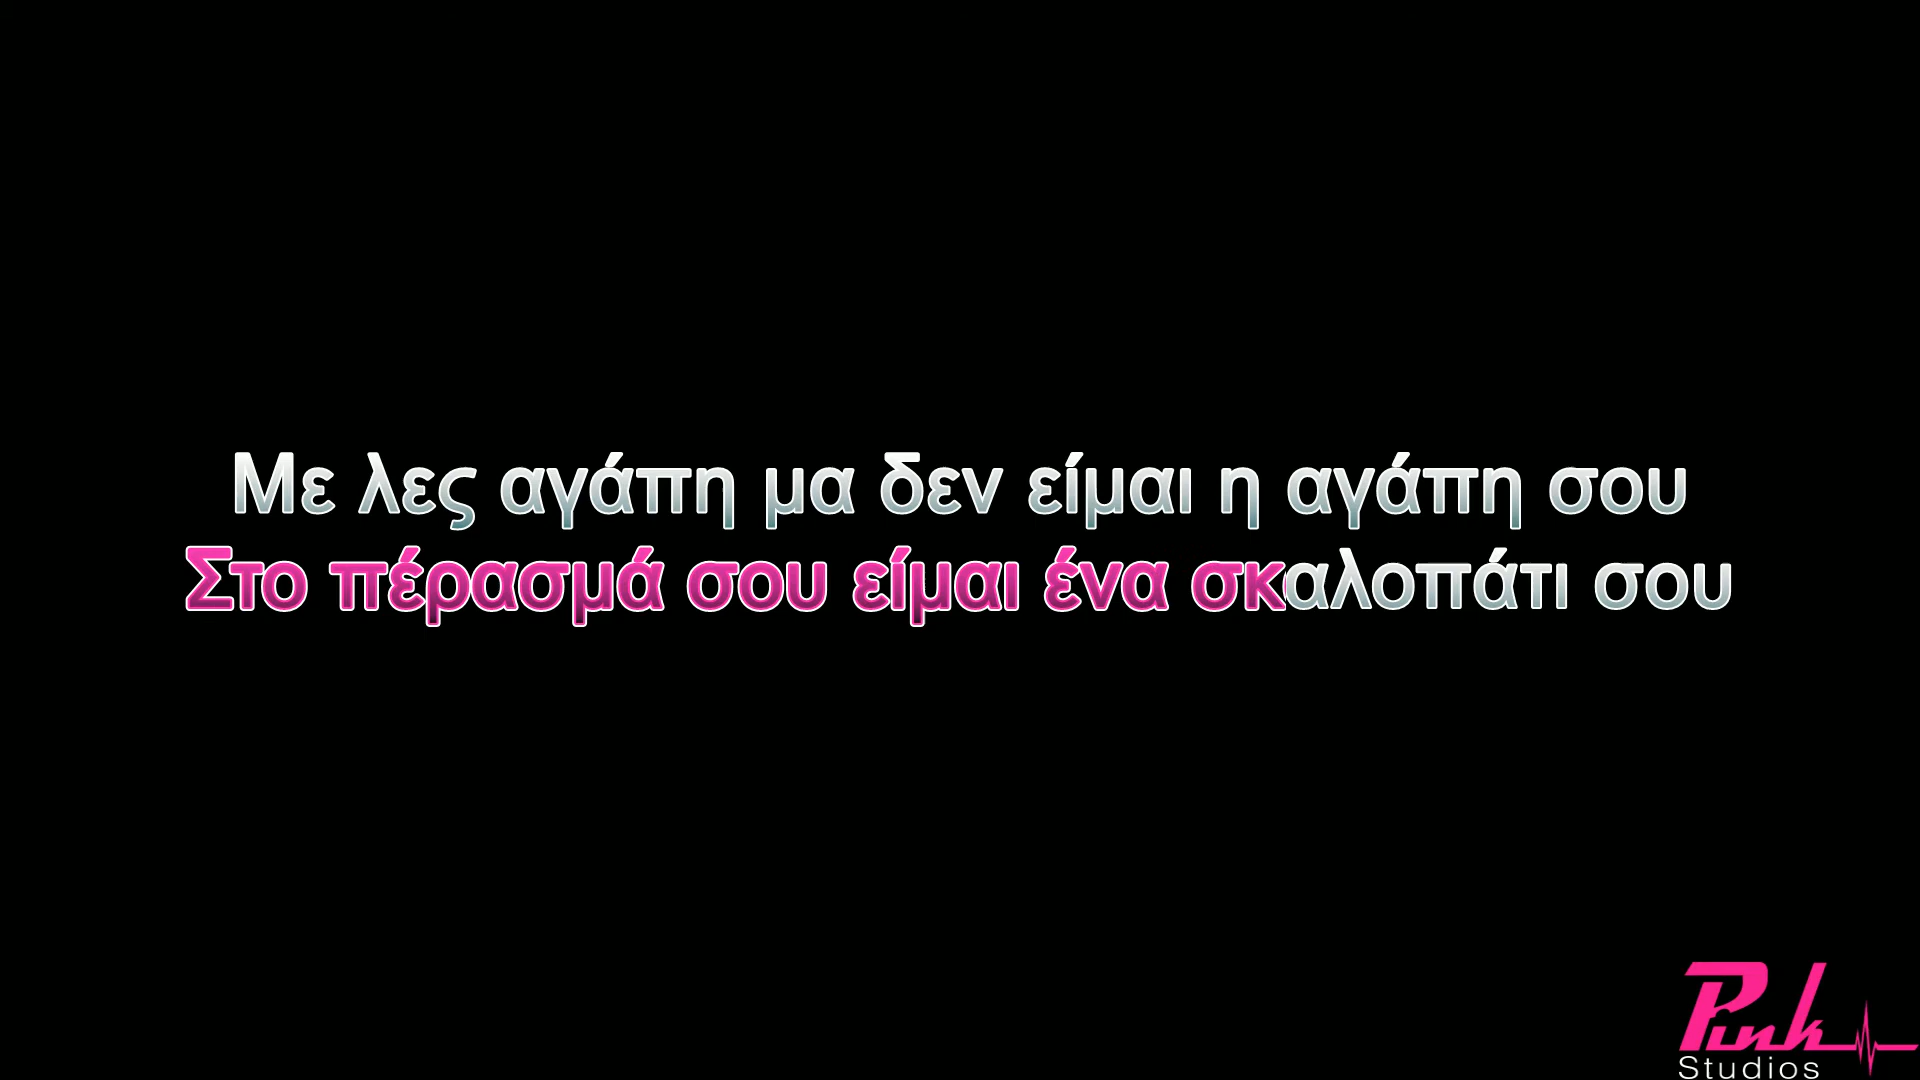 Με λες αγάπη μα δεν είμαι η αγάπη σου
Στο πέρασμά σου είμαι ένα σκαλοπάτι σου
Pink
Studios